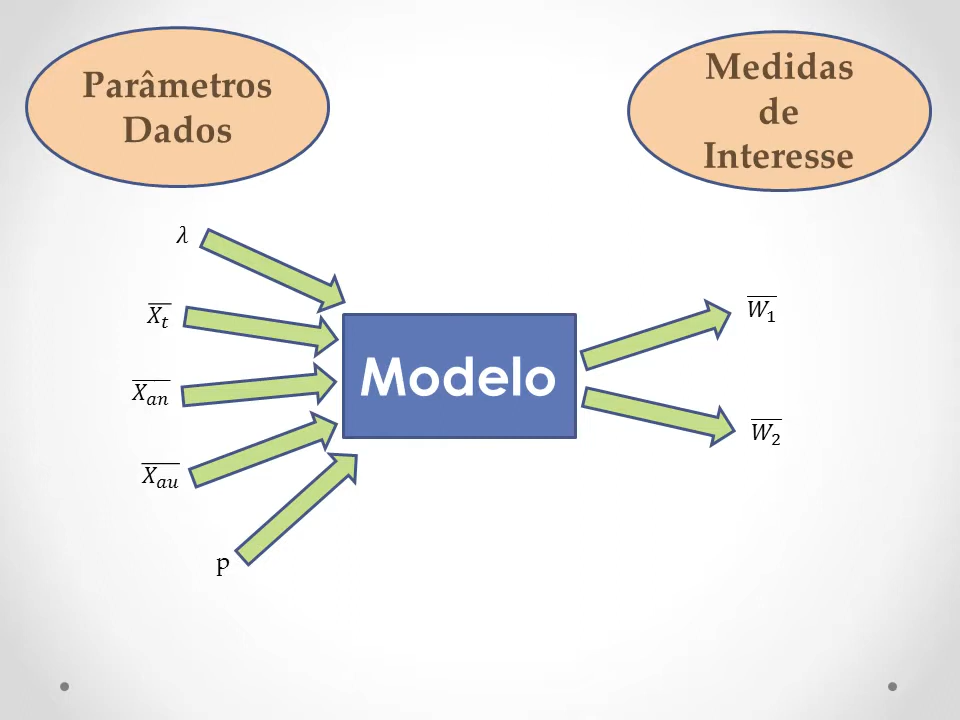 Parâmetros
Dados
Medidas
de
Interesse
λ
X̅ₜ
X̅ₐₙ
X̅ₐᵤ
p
Modelo
W̅₁
W̅₂